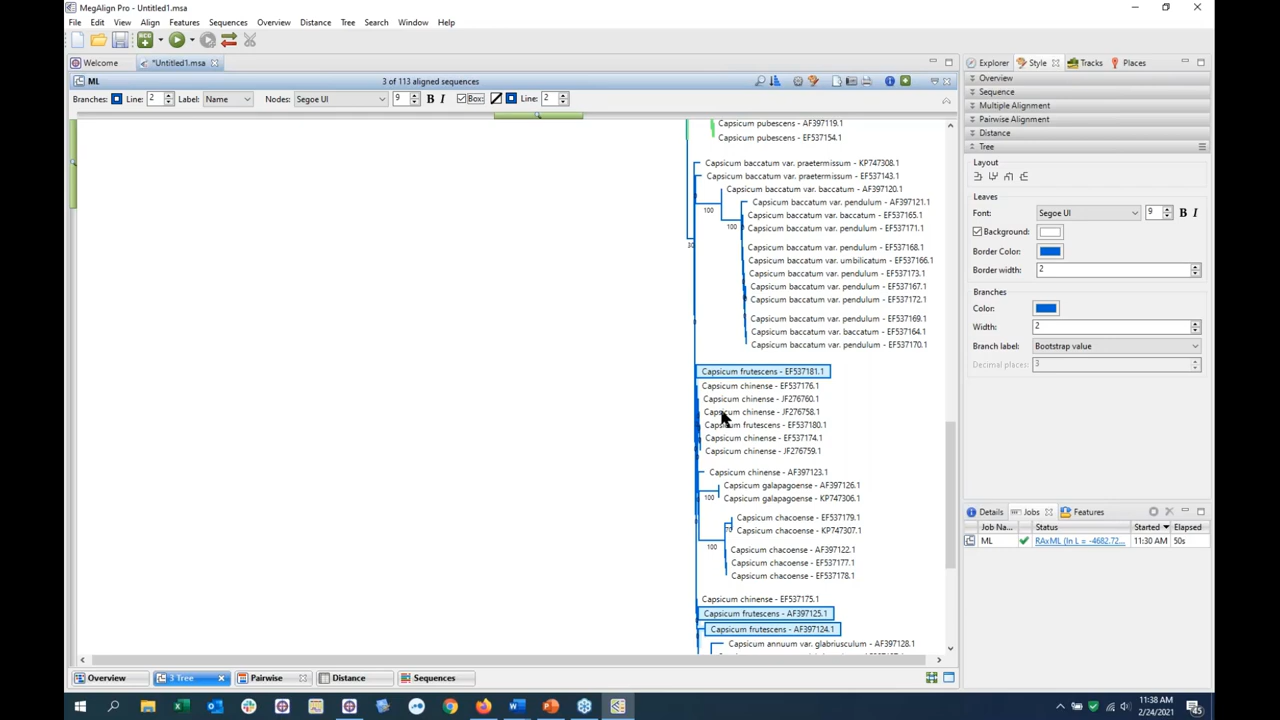 MegAlign Pro - Untitled1.msa
File Edit View Align Features Sequences Overview Distance Tree Search Window Help
Welcome *Untitled1.msa
ML 3 of 113 aligned sequences
Branches: Line: 2 Label: Name Nodes: Segoe UI 9 B I Box: Line: 2
Capsicum pubescens - AF397119.1
Capsicum pubescens - EF537154.1
Capsicum baccatum var. praetermissum - KP747308.1
Capsicum baccatum var. praetermissum - EF537143.1
Capsicum baccatum var. baccatum - AF397120.1
100
Capsicum baccatum var. pendulum - AF397121.1
Capsicum baccatum var. baccatum - EF537165.1
100
Capsicum baccatum var. pendulum - EF537171.1
Capsicum baccatum var. pendulum - EF537168.1
Capsicum baccatum var. umbilicatum - EF537166.1
Capsicum baccatum var. pendulum - EF537173.1
Capsicum baccatum var. pendulum - EF537167.1
Capsicum baccatum var. pendulum - EF537172.1
Capsicum baccatum var. pendulum - EF537169.1
Capsicum baccatum var. baccatum - EF537164.1
Capsicum baccatum var. pendulum - EF537170.1
Capsicum frutescens - EF537181.1
Capsicum chinense - EF537176.1
Capsicum chinense - JF276760.1
Capsicum chinense - JF276758.1
Capsicum frutescens - EF537180.1
Capsicum chinense - EF537174.1
Capsicum chinense - JF276759.1
Capsicum chinense - AF397123.1
Capsicum galapagoense - AF397126.1
100
Capsicum galapagoense - KP747306.1
Capsicum chacoense - EF537179.1
Capsicum chacoense - KP747307.1
100
Capsicum chacoense - AF397122.1
Capsicum chacoense - EF537177.1
Capsicum chacoense - EF537178.1
Capsicum chinense - EF537175.1
Capsicum frutescens - AF397125.1
Capsicum frutescens - AF397124.1
Capsicum annuum var. glabriusculum - AF397128.1
Overview 3 Tree Pairwise Distance Sequences
Explorer Style Tracks Places
Overview
Sequence
Multiple Alignment
Pairwise Alignment
Distance
Tree
Layout
Leaves
Font: Segoe UI 9 B I
Background:
Border Color:
Border width: 2
Branches
Color:
Width: 2
Branch label: Bootstrap value
Decimal places: 3
Details Jobs Features
Job Na... Status Started Elapsed
ML RAxML (ln L = -4682.72... 11:30 AM 50s
11:38 AM
2/24/2021
45